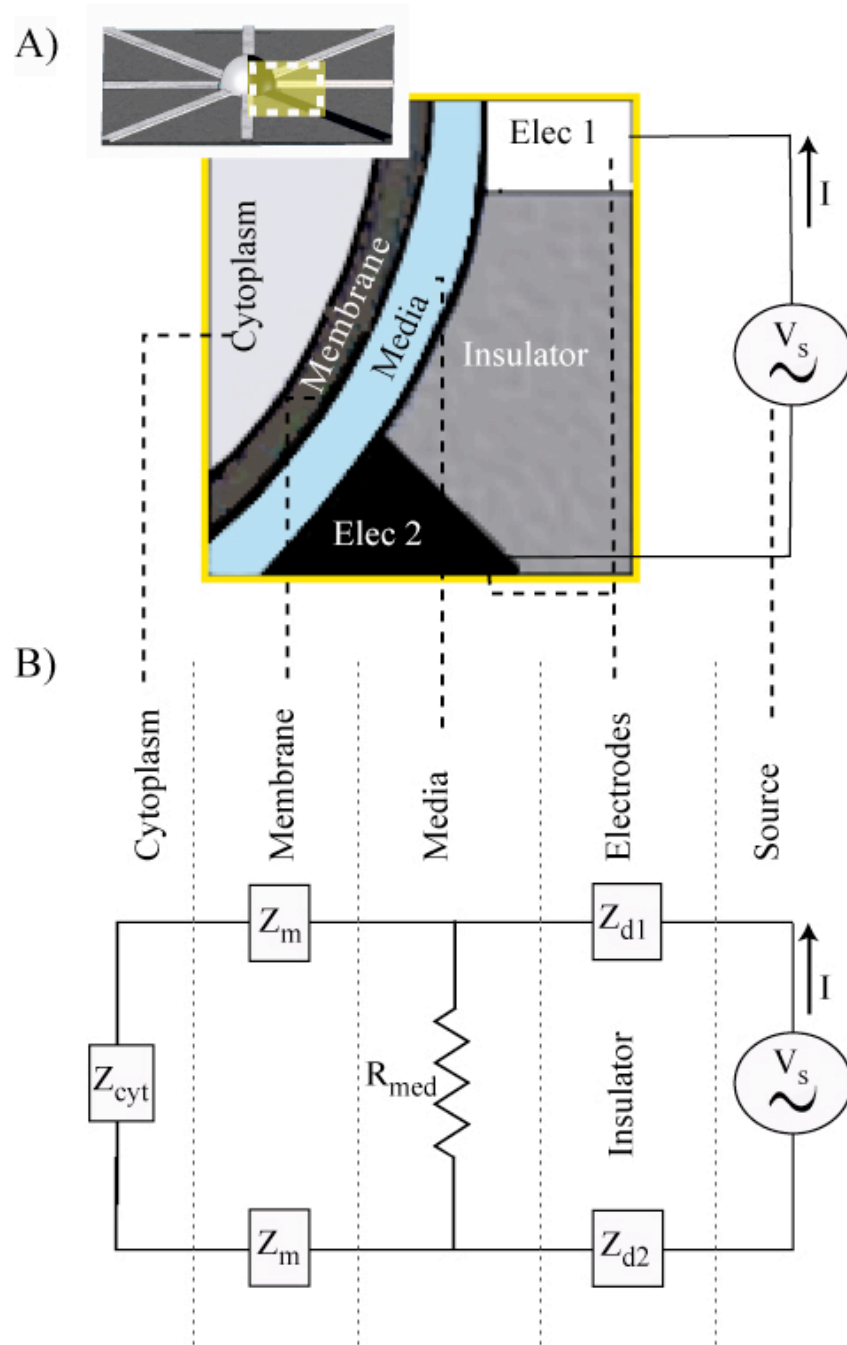 A)
Elec 1
I
Cytoplasm
Membrane
Media
Insulator
Vs
Elec 2
B)
Cytoplasm
Membrane
Media
Electrodes
Source
Zm
Zd1
I
Zcyt
Rmed
Insulator
Vs
Zm
Zd2